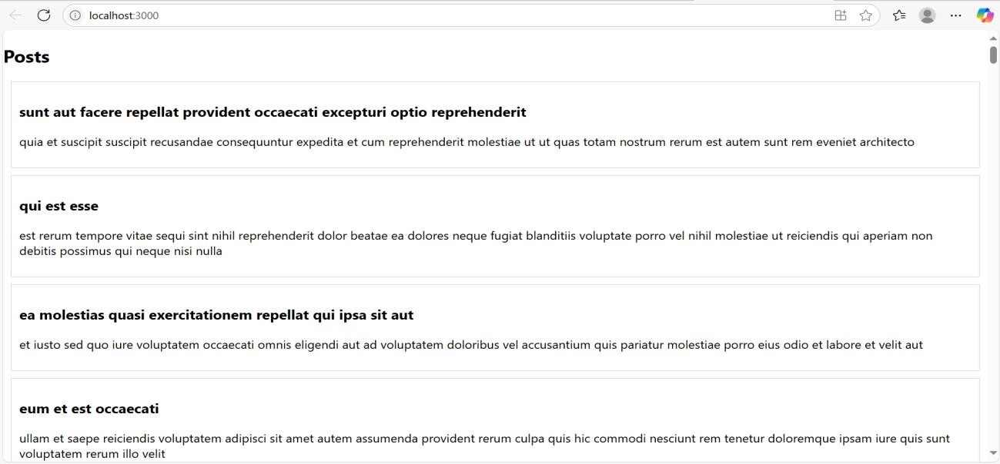 localhost:3000
Posts
sunt aut facere repellat provident occaecati excepturi optio reprehenderit
quia et suscipit suscipit recusandae consequuntur expedita et cum reprehenderit molestiae ut ut quas totam nostrum rerum est autem sunt rem eveniet architecto
qui est esse
est rerum tempore vitae sequi sint nihil reprehenderit dolor beatae ea dolores neque fugiat blanditiis voluptate porro vel nihil molestiae ut reiciendis qui aperiam non
debitis possimus qui neque nisi nulla
ea molestias quasi exercitationem repellat qui ipsa sit aut
et iusto sed quo iure voluptatem occaecati omnis eligendi aut ad voluptatem doloribus vel accusantium quis pariatur molestiae porro eius odio et labore et velit aut
eum et est occaecati
ullam et saepe reiciendis voluptatem adipisci sit amet autem assumenda provident rerum culpa quis hic commodi nesciunt rem tenetur doloremque ipsam iure quis sunt
voluptatem rerum illo velit